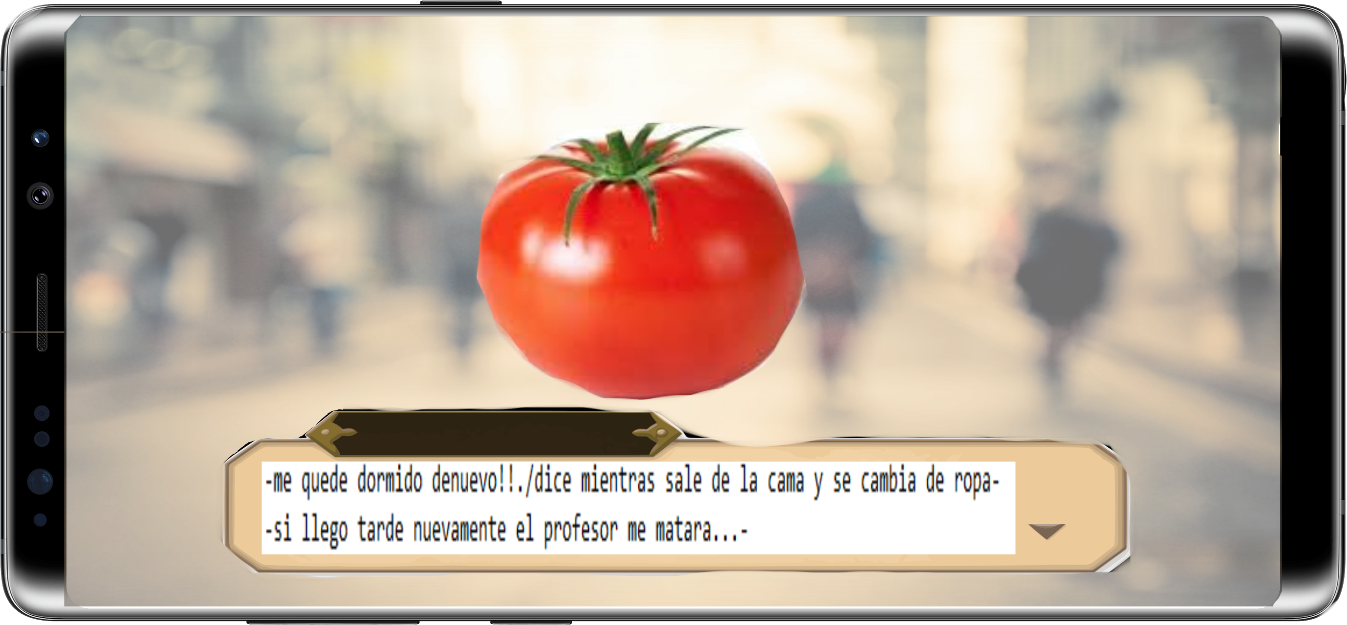 -me quede dormido denuevo!!./dice mientras sale de la cama y se cambia de ropa-
-si llego tarde nuevamente el profesor me matara...-